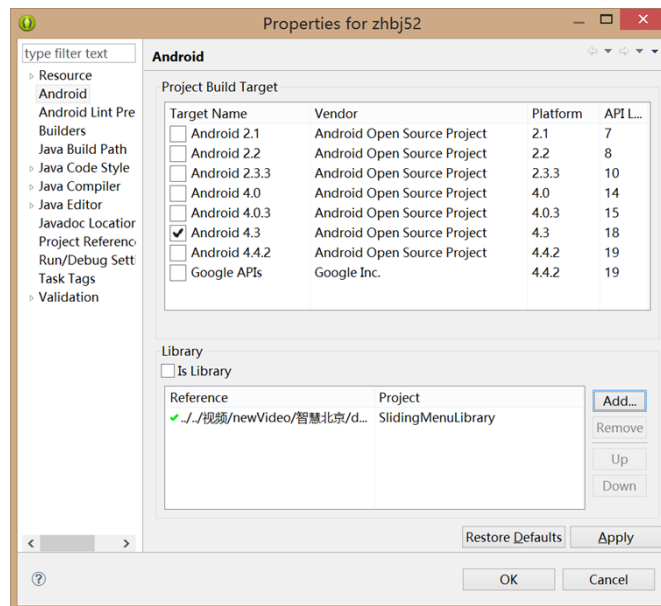 Properties for zhbj52
type filter text
Resource
Android
Android Lint Pre
Builders
Java Build Path
Java Code Style
Java Compiler
Java Editor
Javadoc Location
Project Referenc
Run/Debug Setti
Task Tags
Validation
Android
Project Build Target
Target Name Vendor Platform API L...
Android 2.1 Android Open Source Project 2.1 7
Android 2.2 Android Open Source Project 2.2 8
Android 2.3.3 Android Open Source Project 2.3.3 10
Android 4.0 Android Open Source Project 4.0 14
Android 4.0.3 Android Open Source Project 4.0.3 15
Android 4.3 Android Open Source Project 4.3 18
Android 4.4.2 Android Open Source Project 4.4.2 19
Google APIs Google Inc. 4.4.2 19
Library
Is Library
Reference Project
../../视频/newVideo/智慧北京/d... SlidingMenuLibrary
Add...
Remove
Up
Down
Restore Defaults Apply
OK Cancel